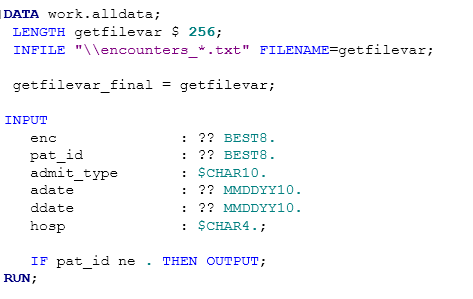 DATA work.alldata;
LENGTH getfilevar $ 256;
INFILE "\\encounters_*.txt" FILENAME=getfilevar;
getfilevar_final = getfilevar;
INPUT
enc : ?? BEST8.
pat_id : ?? BEST8.
admit_type : $CHAR10.
adate : ?? MMDDYY10.
ddate : ?? MMDDYY10.
hosp : $CHAR4.;
IF pat_id ne . THEN OUTPUT;
RUN;